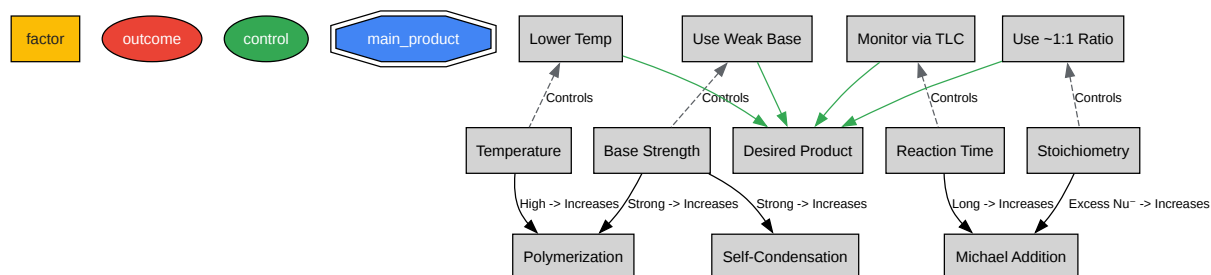 factor
outcome
control
main_product
Lower Temp
Use Weak Base
Monitor via TLC
Use ~1:1 Ratio
Controls
Controls
Controls
Controls
Temperature
Base Strength
Desired Product
Reaction Time
Stoichiometry
High -> Increases
Strong -> Increases
Strong -> Increases
Long -> Increases
Excess Nu⁻ -> Increases
Polymerization
Self-Condensation
Michael Addition